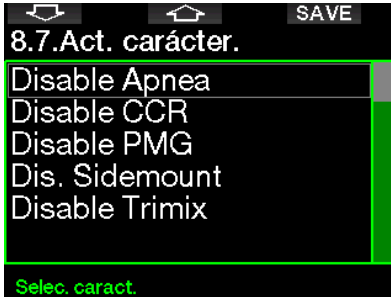 SAVE
8.7.Act. carácter.
Disable Apnea
Disable CCR
Disable PMG
Dis. Sidemount
Disable Trimix
Selec. caract.